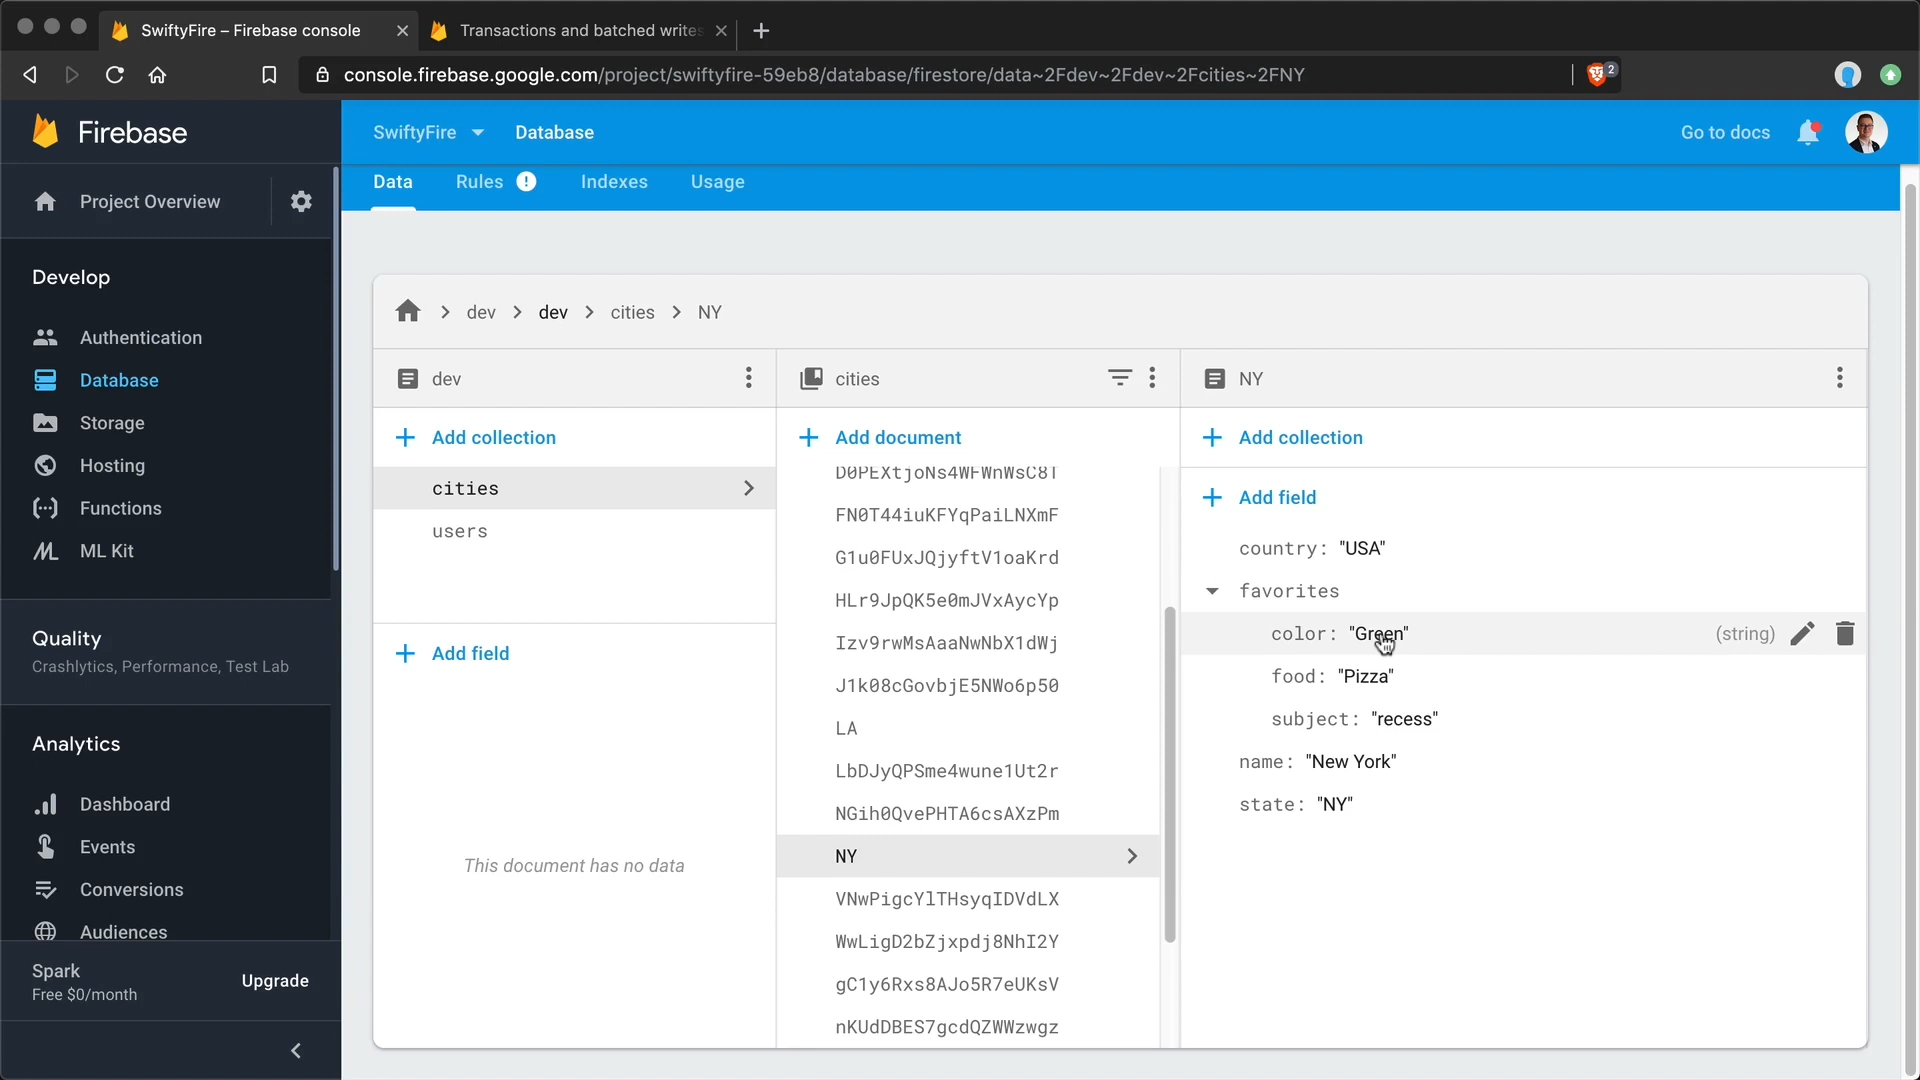 SwiftyFire – Firebase console
Transactions and batched writes
console.firebase.google.com/project/swiftyfire-59eb8/database/firestore/data~2Fdev~2Fdev~2Fcities~2FNY
2
Firebase
SwiftyFire
Database
Go to docs
Project Overview
Data
Rules
Indexes
Usage
Develop
Authentication
Database
Storage
Hosting
Functions
ML Kit
Quality
Crashlytics, Performance, Test Lab
Analytics
Dashboard
Events
Conversions
Audiences
Spark
Free $0/month
Upgrade
dev
dev
cities
NY
dev
Add collection
cities
users
Add field
This document has no data
cities
Add document
D0PEXtjoNs4WFWnWsC8T
FN0T44iuKFYqPaiLNXmF
G1u0FUxJQjyftV1oaKrd
HLr9JpQK5e0mJVxAycYp
Izv9rwMsAaaNwNbX1dWj
J1k08cGovbjE5NWo6p50
LA
LbDJyQPSme4wune1Ut2r
NGih0QvePHTA6csAXzPm
NY
VNwPigcYlTHsyqIDVdLX
WwLigD2bZjxpdj8NhI2Y
gC1y6Rxs8AJo5R7eUKsV
nKUdDBES7gcdQZWWzwgz
NY
Add collection
Add field
country: "USA"
favorites
color: "Green" (string)
food: "Pizza"
subject: "recess"
name: "New York"
state: "NY"